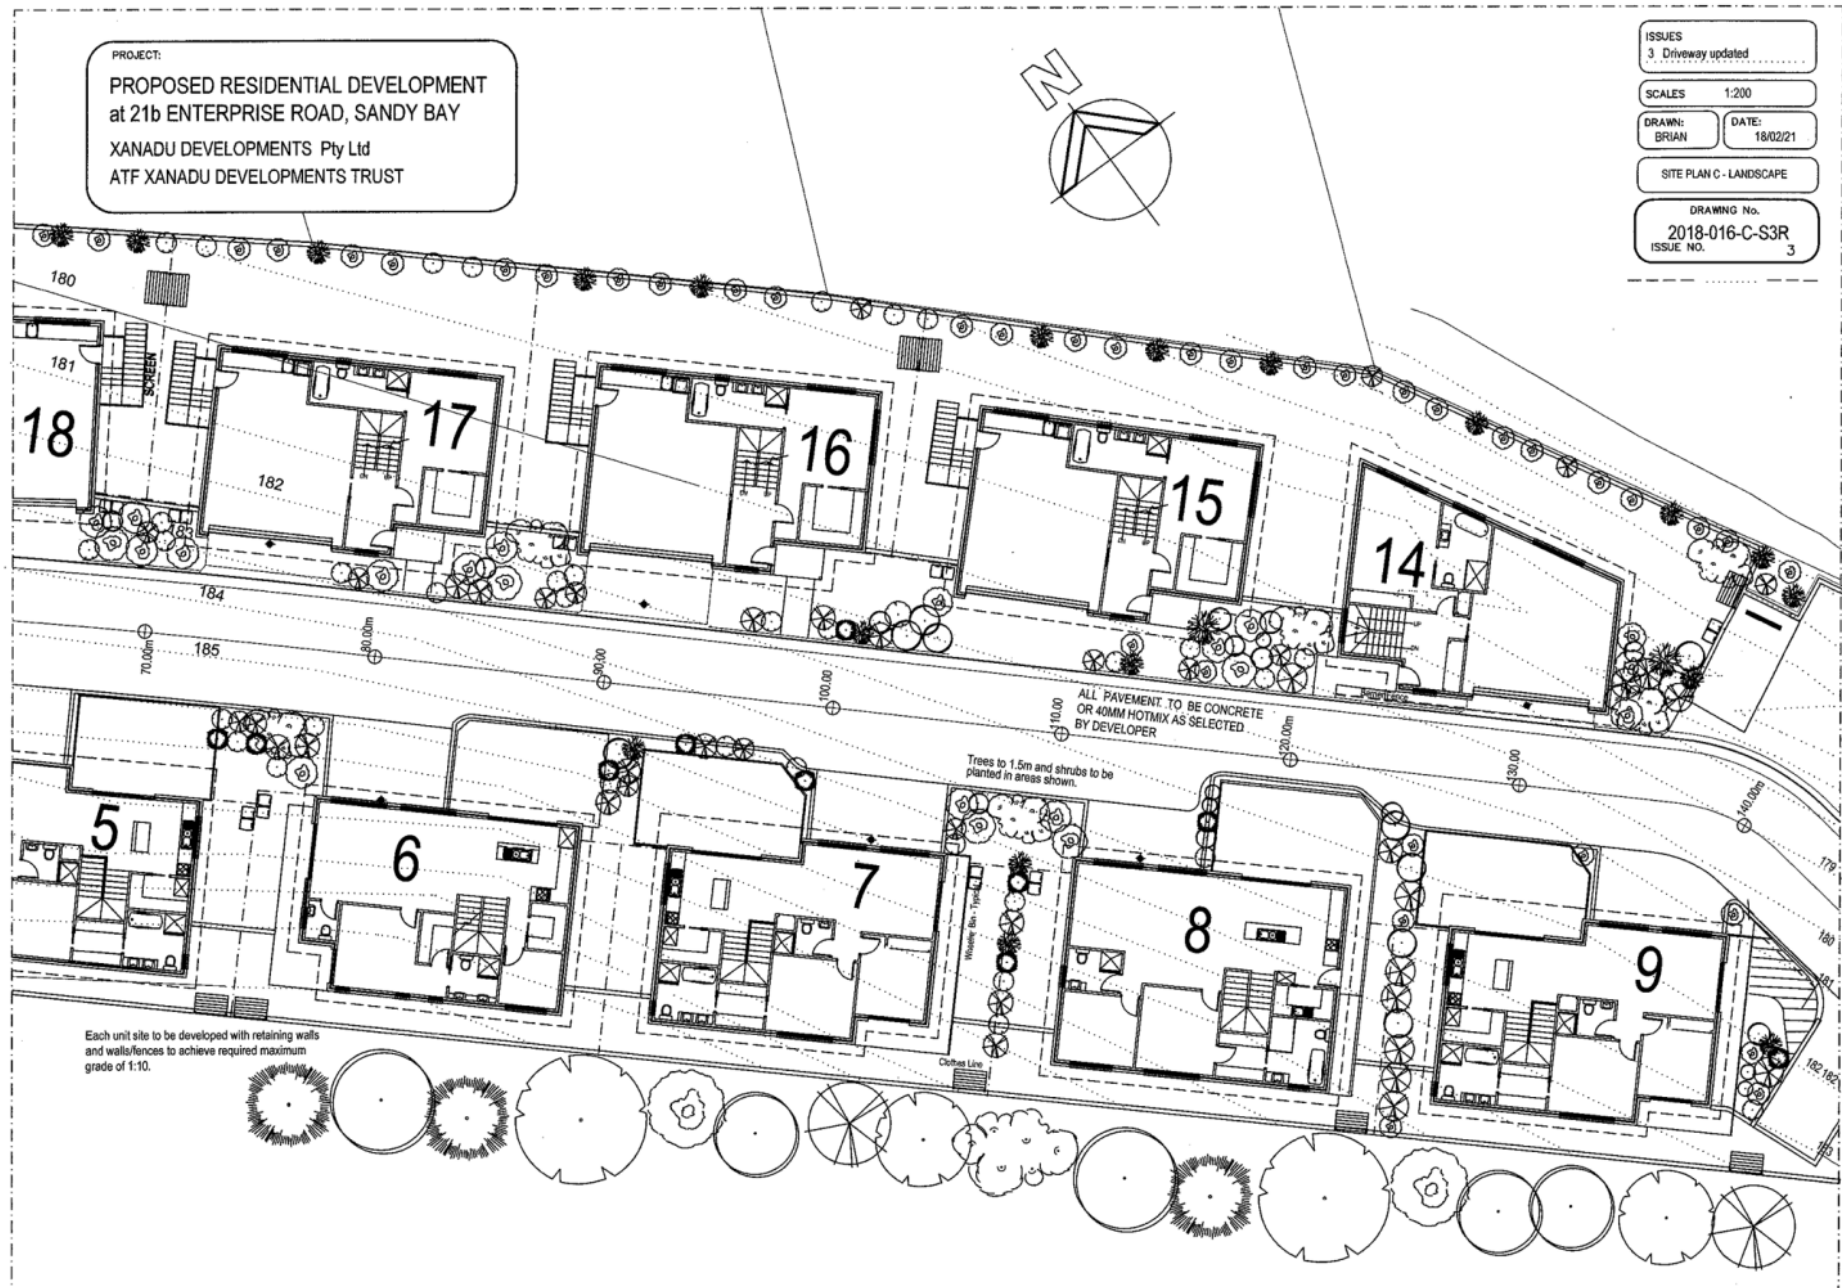 PROJECT:
PROPOSED RESIDENTIAL DEVELOPMENT
at 21b ENTERPRISE ROAD, SANDY BAY
XANADU DEVELOPMENTS Pty Ltd
ATF XANADU DEVELOPMENTS TRUST
N
ISSUES
3 Driveway updated
SCALES 1:200
DRAWN:
BRIAN
DATE:
18/02/21
SITE PLAN C - LANDSCAPE
DRAWING No.
2018-016-C-S3R
ISSUE NO. 3
180
181
SCREEN
18
17
16
15
14
182
183
184
185
70.00m
80.00m
90.00
100.00
110.00
120.00m
130.00
140.00m
ALL PAVEMENT TO BE CONCRETE
OR 40MM HOTMIX AS SELECTED
BY DEVELOPER
Trees to 1.5m and shrubs to be
planted in areas shown.
UP
DN
5
6
7
8
9
179
180
181
182
182
183
Clothes Line
Each unit site to be developed with retaining walls
and walls/fences to achieve required maximum
grade of 1:10.